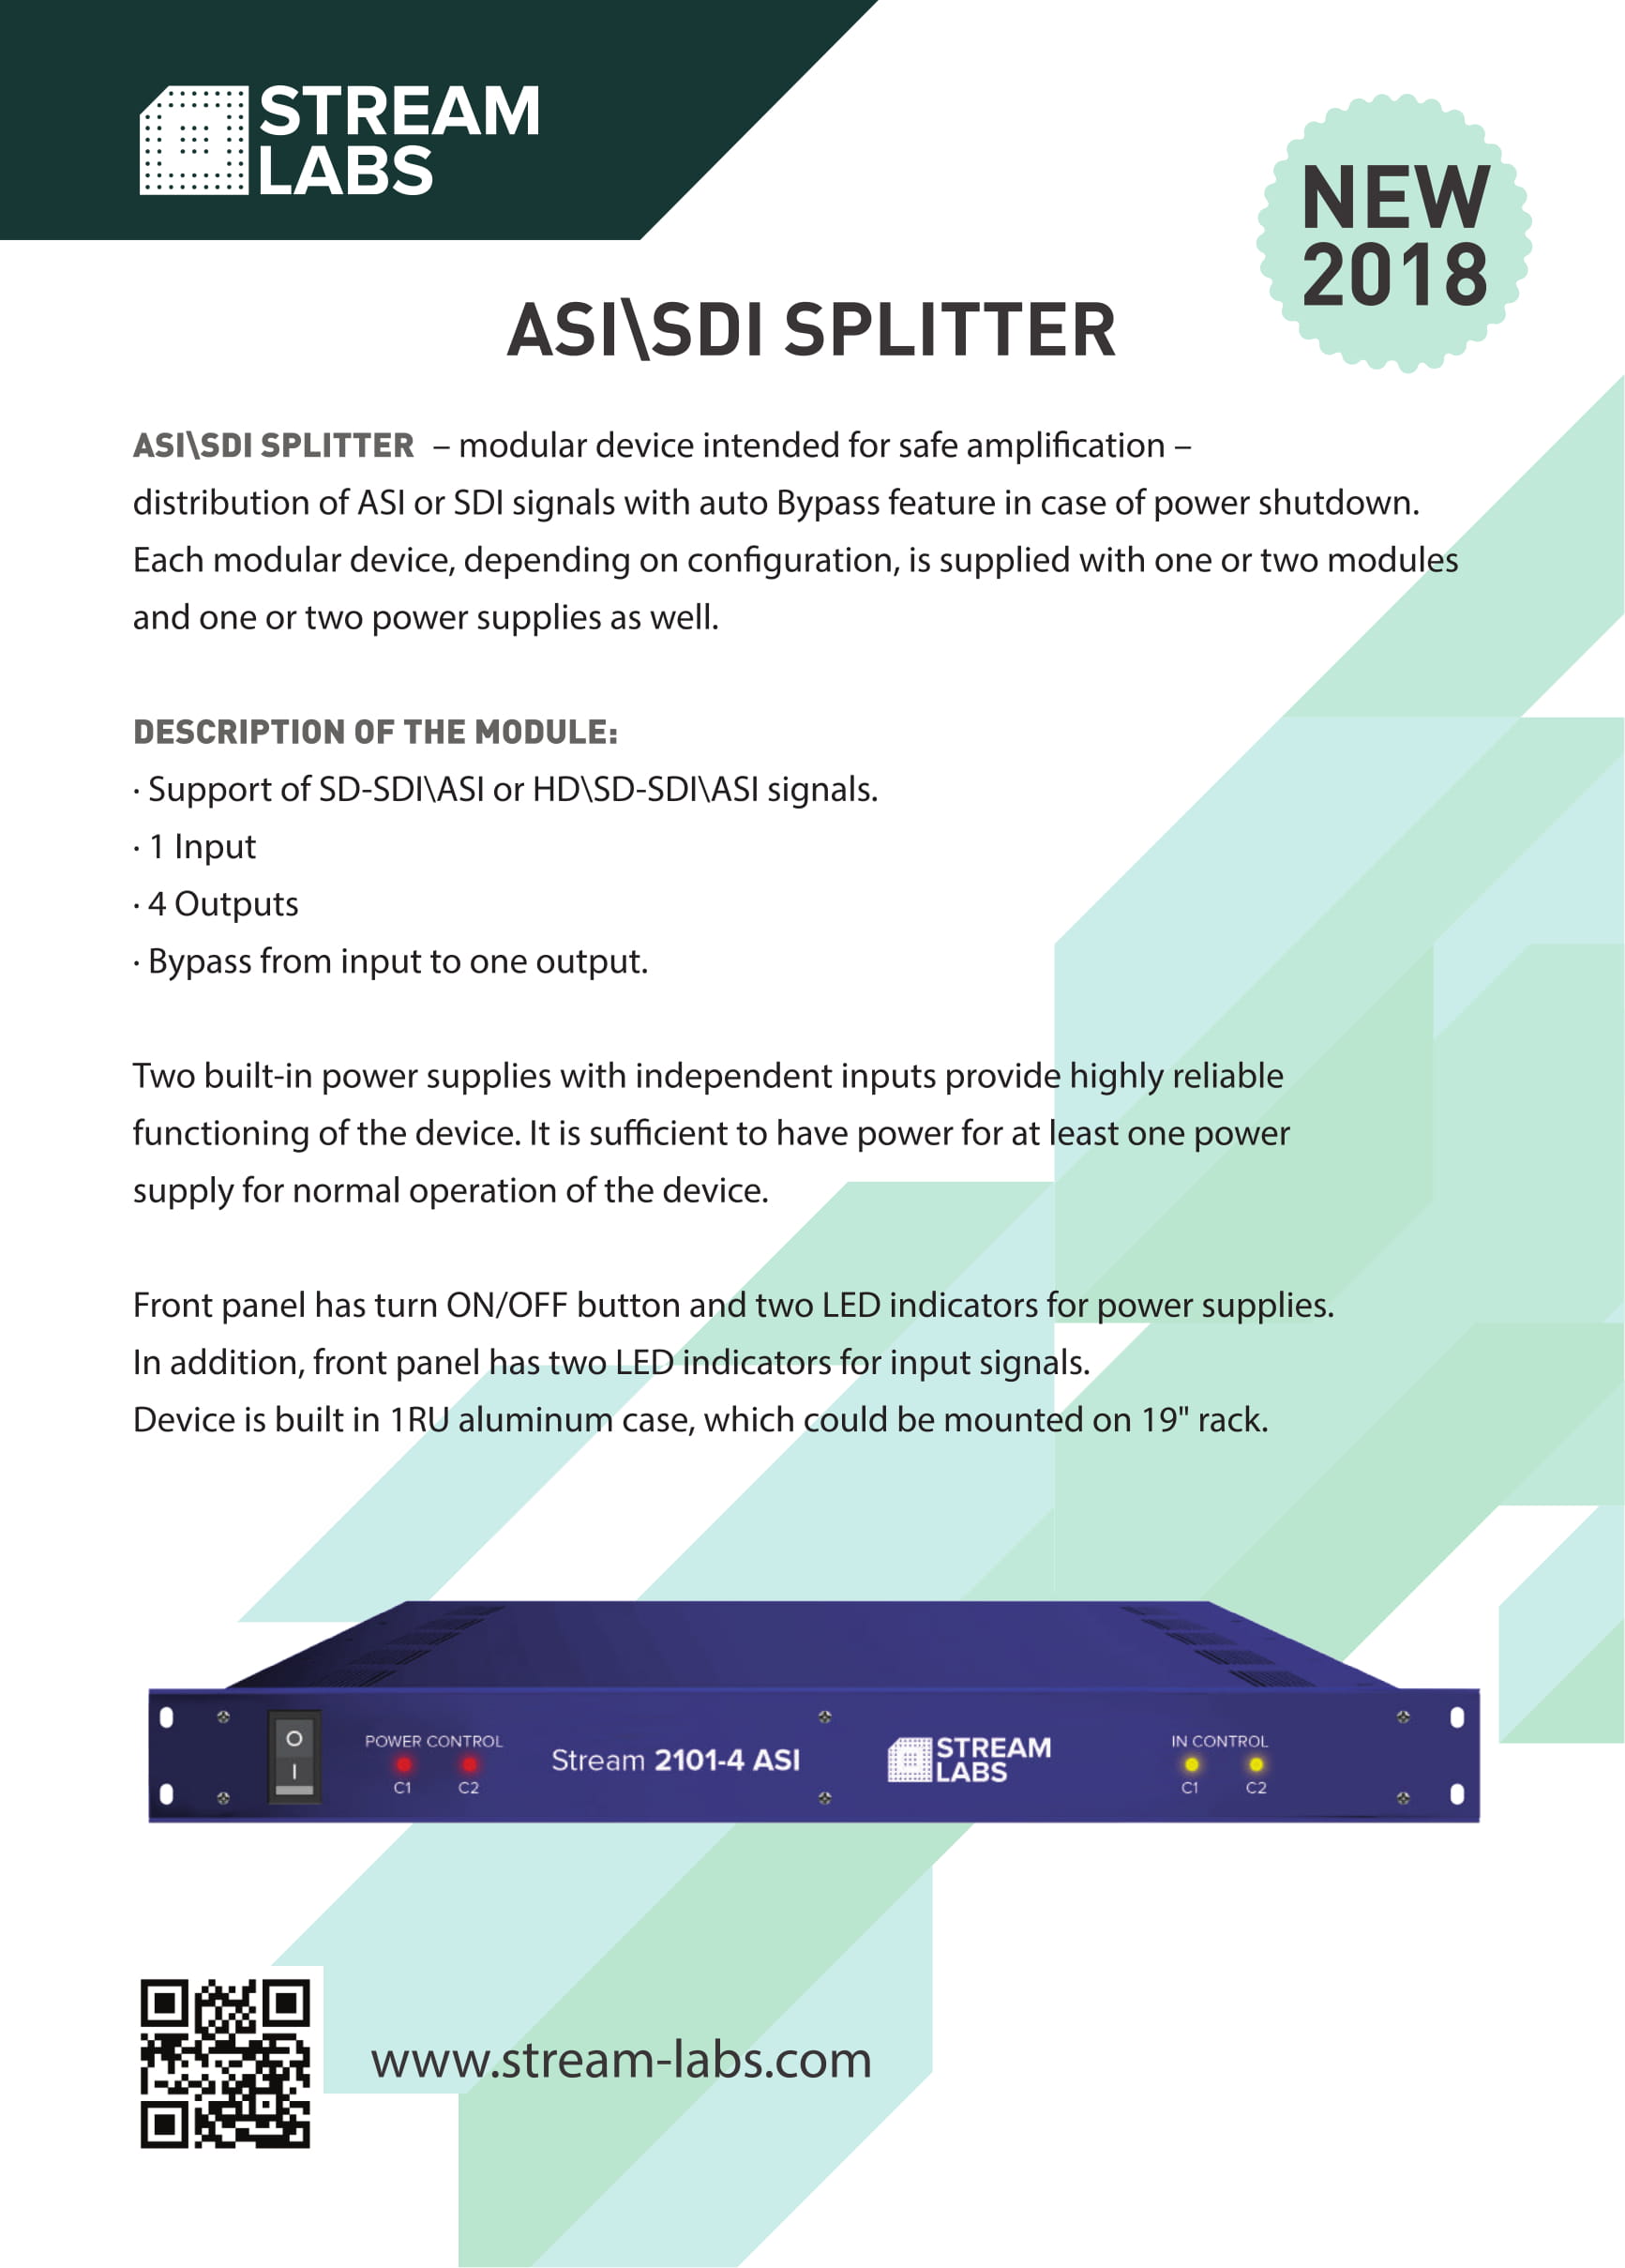 STREAM
LABS
NEW
2018
ASI\SDI SPLITTER
ASI\SDI SPLITTER – modular device intended for safe amplification –
distribution of ASI or SDI signals with auto Bypass feature in case of power shutdown.
Each modular device, depending on configuration, is supplied with one or two modules
and one or two power supplies as well.
DESCRIPTION OF THE MODULE:
· Support of SD-SDI\ASI or HD\SD-SDI\ASI signals.
· 1 Input
· 4 Outputs
· Bypass from input to one output.
Two built-in power supplies with independent inputs provide highly reliable
functioning of the device. It is sufficient to have power for at least one power
supply for normal operation of the device.
Front panel has turn ON/OFF button and two LED indicators for power supplies.
In addition, front panel has two LED indicators for input signals.
Device is built in 1RU aluminum case, which could be mounted on 19" rack.
O
I
POWER CONTROL
C1 C2
Stream 2101-4 ASI
STREAM
LABS
IN CONTROL
C1 C2
www.stream-labs.com